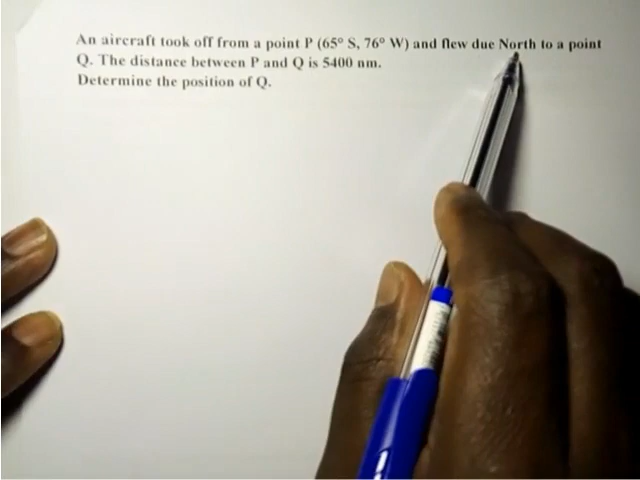 An aircraft took off from a point P (65° S, 76° W) and flew due North to a point
Q. The distance between P and Q is 5400 nm.
Determine the position of Q.